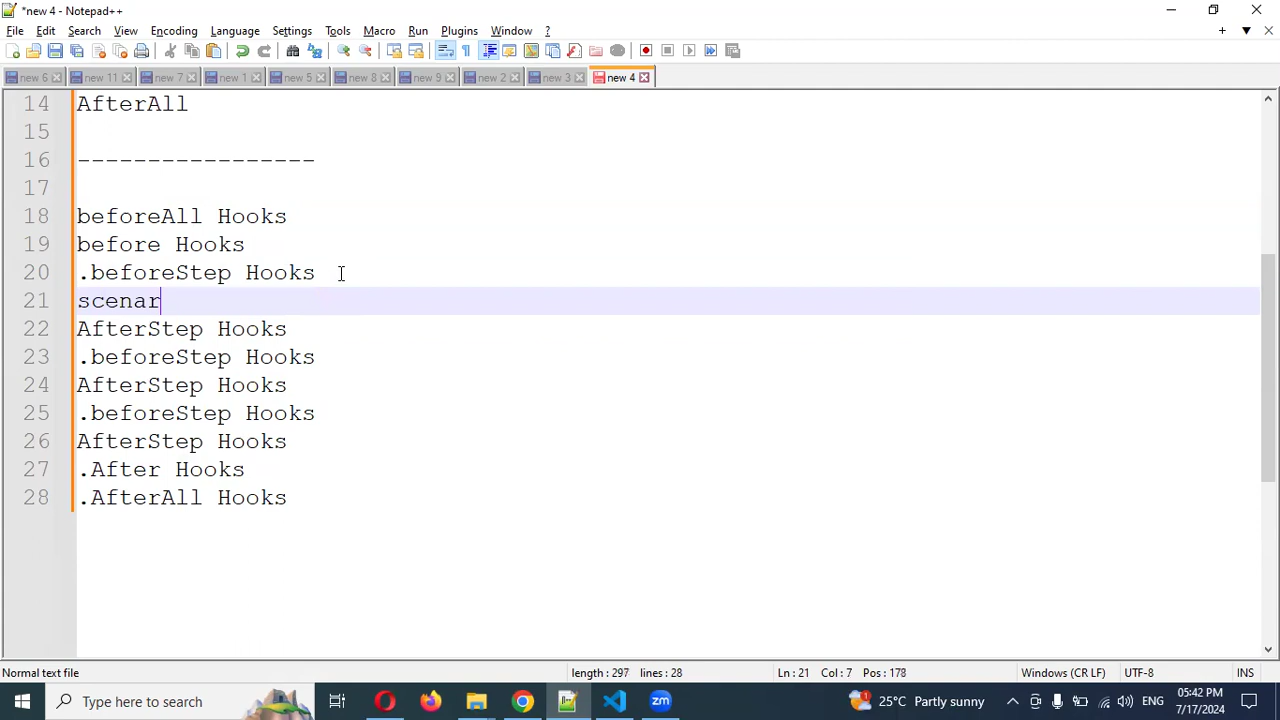 *new 4 - Notepad++
File Edit Search View Encoding Language Settings Tools Macro Run Plugins Window ?
new 6 new 11 new 7 new 1 new 5 new 8 new 9 new 2 new 3 new 4
14 AfterAll
15
16 -----------------
17
18 beforeAll Hooks
19 before Hooks
20 .beforeStep Hooks
21 scenar
22 AfterStep Hooks
23 .beforeStep Hooks
24 AfterStep Hooks
25 .beforeStep Hooks
26 AfterStep Hooks
27 .After Hooks
28 .AfterAll Hooks
Normal text file length : 297 lines : 28 Ln : 21 Col : 7 Pos : 178 Windows (CR LF) UTF-8 INS
Type here to search zm 25°C Partly sunny ENG 05:42 PM
7/17/2024